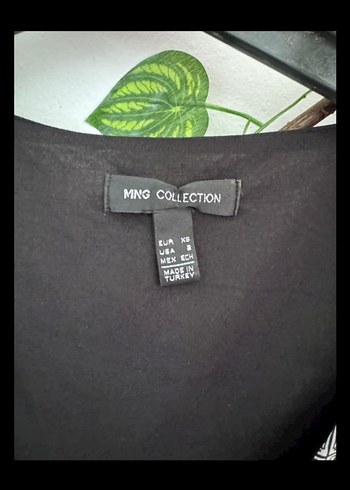 MNG COLLECTION
EUR XS
USA S
MEX ECH
MADE IN
TURKEY